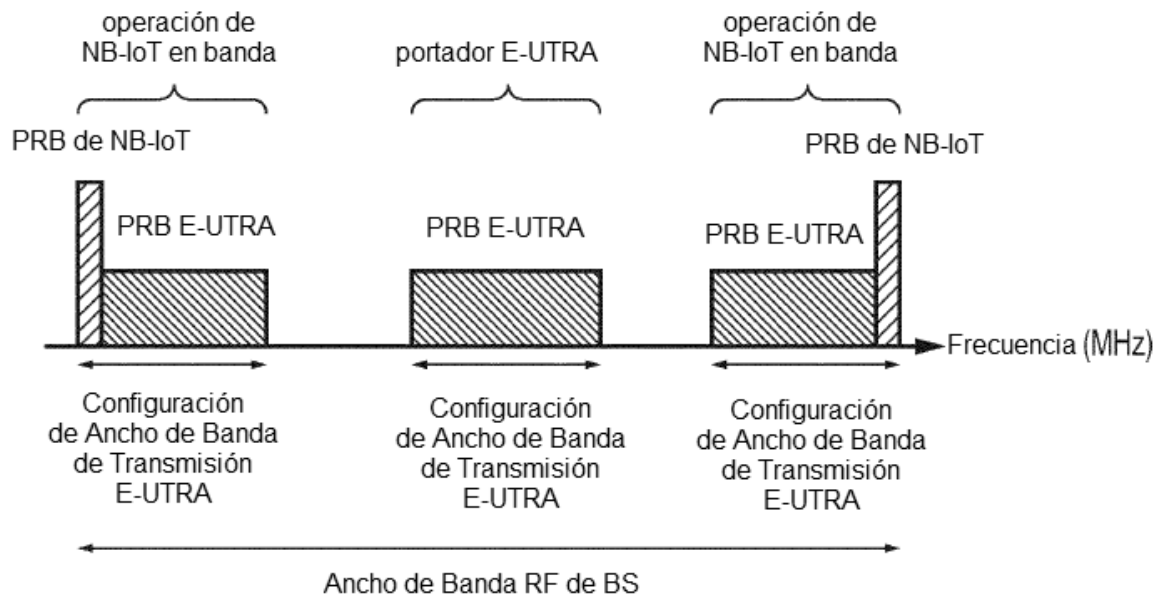 operación de
NB-IoT en banda
portador E-UTRA
operación de
NB-IoT en banda
PRB de NB-IoT
PRB de NB-IoT
PRB E-UTRA
PRB E-UTRA
PRB E-UTRA
Frecuencia (MHz)
Configuración
de Ancho de Banda
de Transmisión
E-UTRA
Configuración
de Ancho de Banda
de Transmisión
E-UTRA
Configuración
de Ancho de Banda
de Transmisión
E-UTRA
Ancho de Banda RF de BS